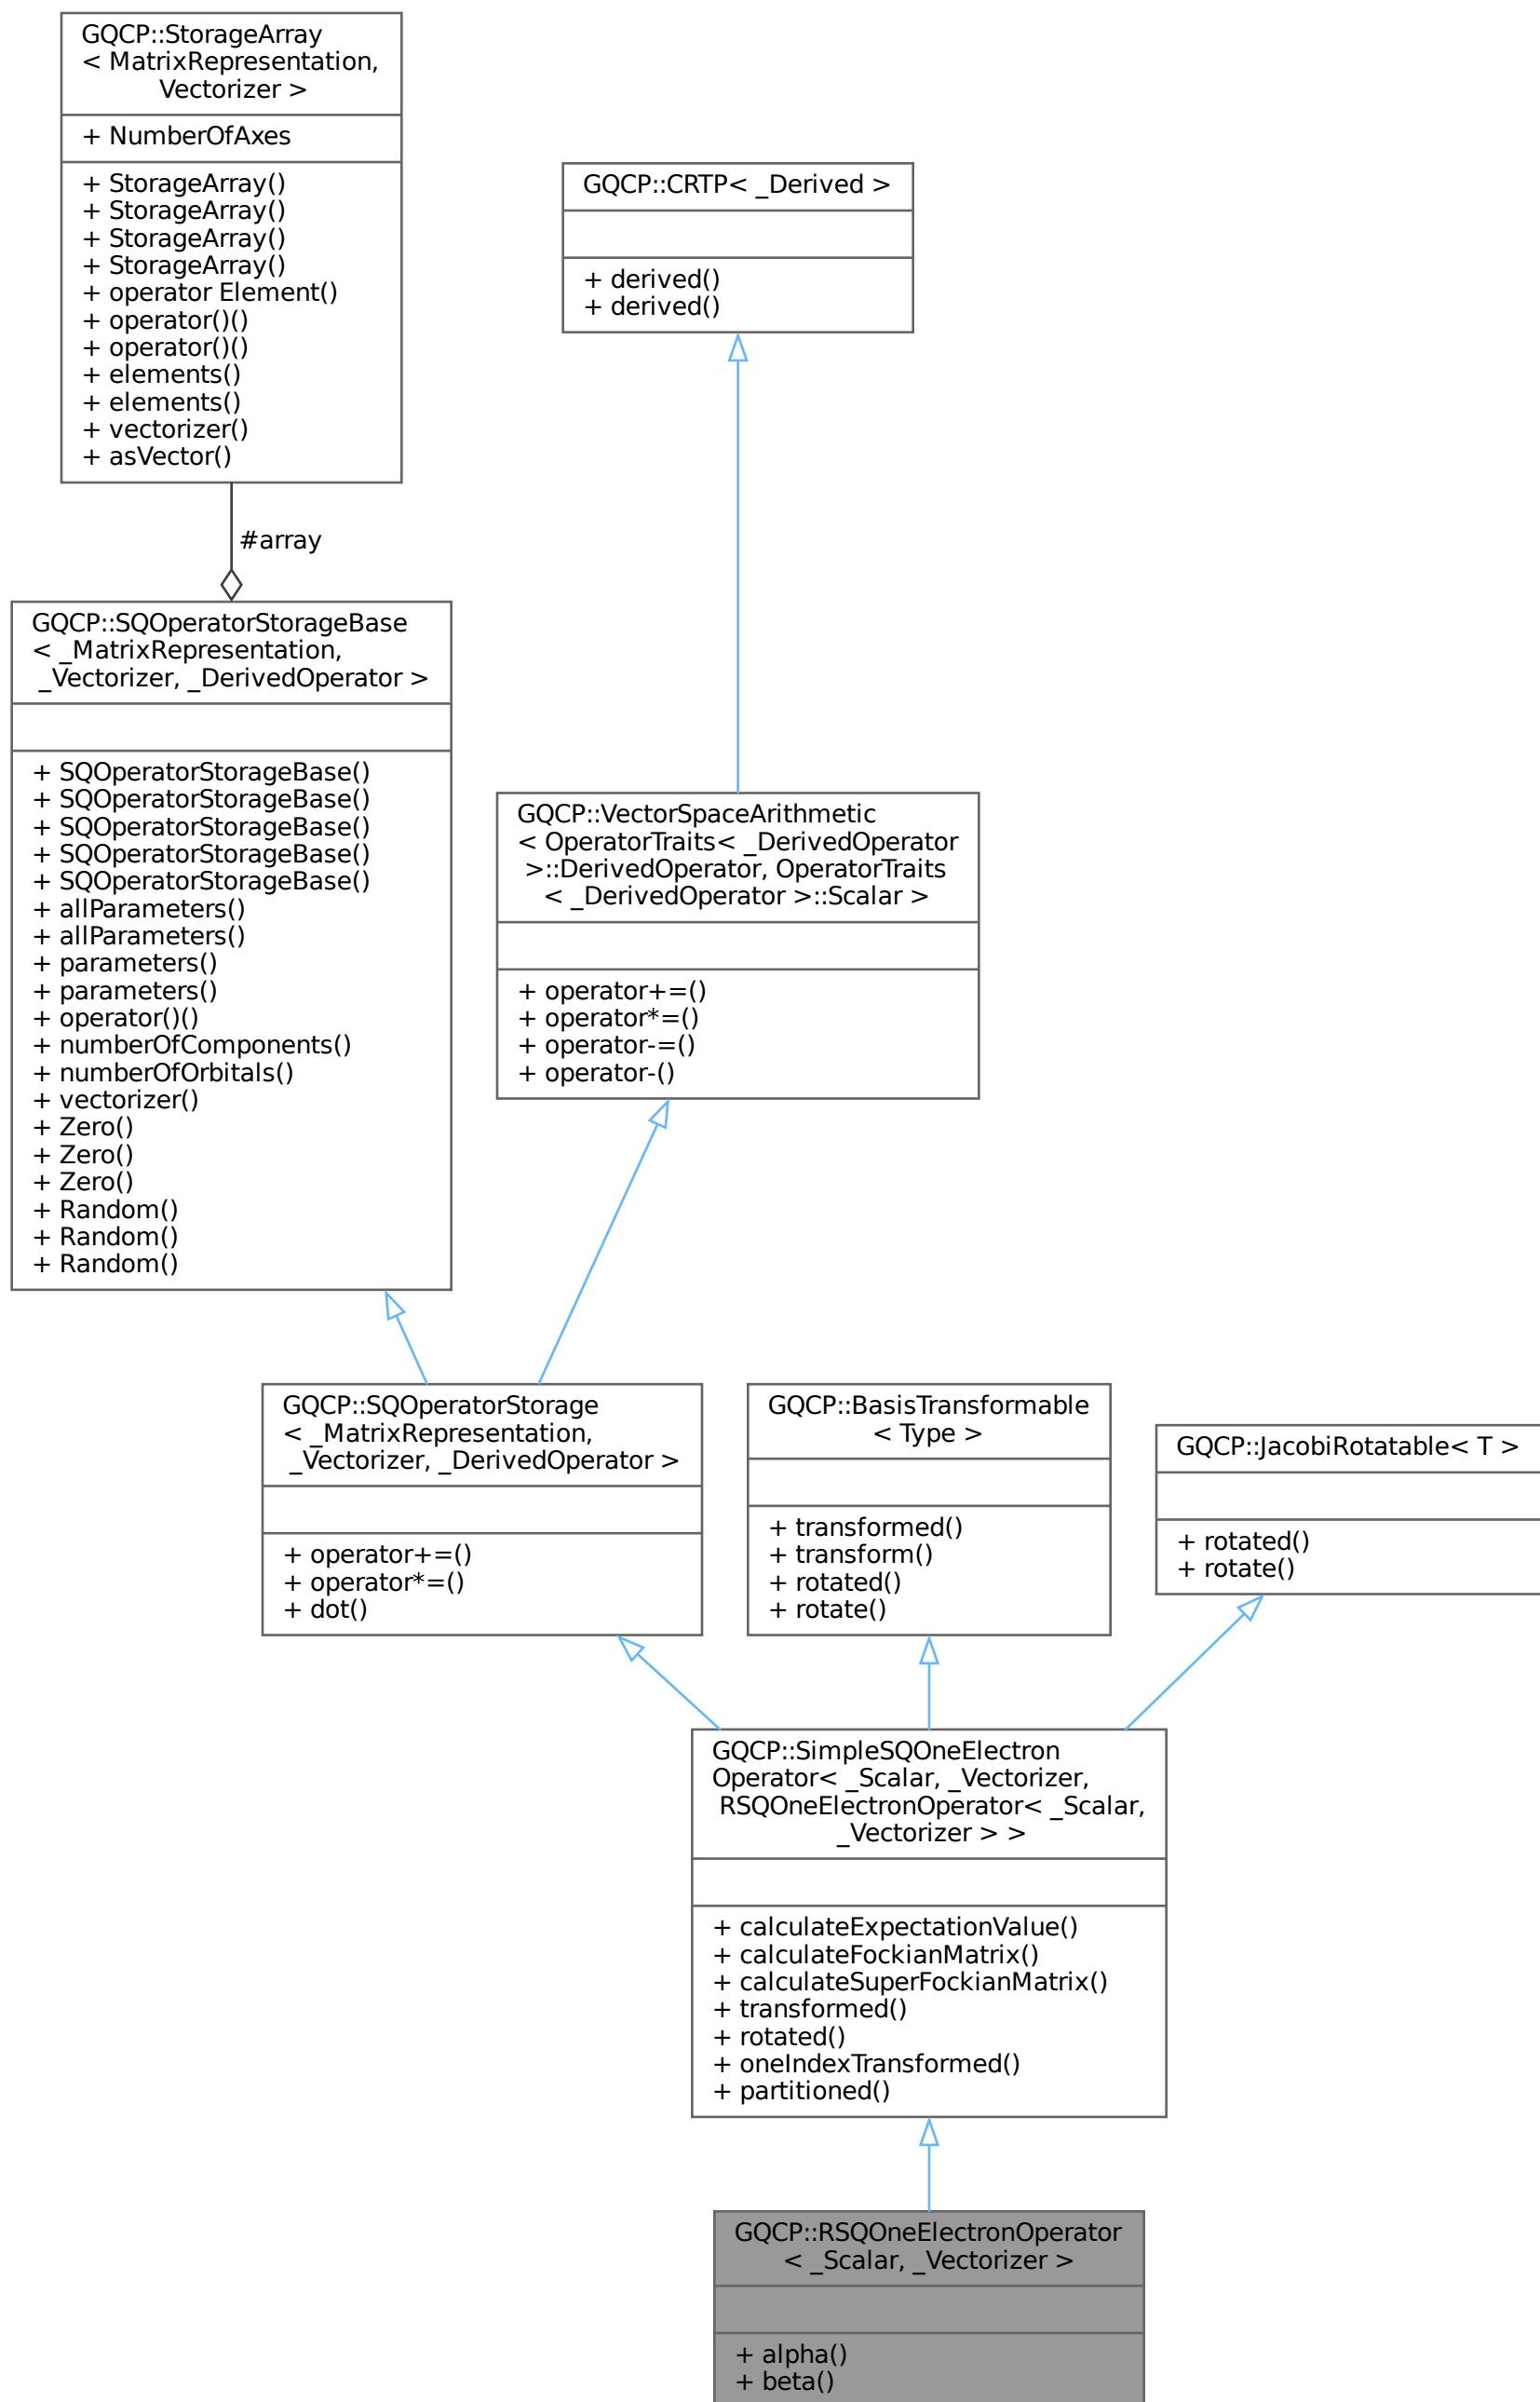 GQCP::StorageArray
< MatrixRepresentation,
Vectorizer >
+ NumberOfAxes
+ StorageArray()
+ StorageArray()
+ StorageArray()
+ StorageArray()
+ operator Element()
+ operator()()
+ operator()()
+ elements()
+ elements()
+ vectorizer()
+ asVector()
GQCP::CRTP< _Derived >
+ derived()
+ derived()
#array
GQCP::SQOperatorStorageBase
< _MatrixRepresentation,
_Vectorizer, _DerivedOperator >
+ SQOperatorStorageBase()
+ SQOperatorStorageBase()
+ SQOperatorStorageBase()
+ SQOperatorStorageBase()
+ SQOperatorStorageBase()
+ allParameters()
+ allParameters()
+ parameters()
+ parameters()
+ operator()()
+ numberOfComponents()
+ numberOfOrbitals()
+ vectorizer()
+ Zero()
+ Zero()
+ Zero()
+ Random()
+ Random()
+ Random()
GQCP::VectorSpaceArithmetic
< OperatorTraits< _DerivedOperator
>::DerivedOperator, OperatorTraits
< _DerivedOperator >::Scalar >
+ operator+=()
+ operator*=()
+ operator-=()
+ operator-()
GQCP::SQOperatorStorage
< _MatrixRepresentation,
_Vectorizer, _DerivedOperator >
+ operator+=()
+ operator*=()
+ dot()
GQCP::BasisTransformable
< Type >
+ transformed()
+ transform()
+ rotated()
+ rotate()
GQCP::JacobiRotatable< T >
+ rotated()
+ rotate()
GQCP::SimpleSQOneElectron
Operator< _Scalar, _Vectorizer,
RSQOneElectronOperator< _Scalar,
_Vectorizer > >
+ calculateExpectationValue()
+ calculateFockianMatrix()
+ calculateSuperFockianMatrix()
+ transformed()
+ rotated()
+ oneIndexTransformed()
+ partitioned()
GQCP::RSQOneElectronOperator
< _Scalar, _Vectorizer >
+ alpha()
+ beta()